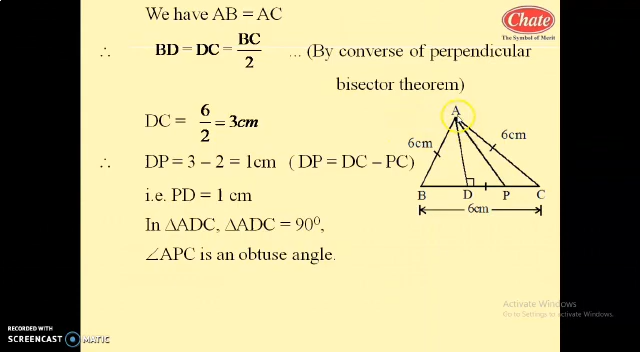 We have AB = AC
∴ BD = DC = BC/2 ... (By converse of perpendicular
bisector theorem)
DC = 6/2 = 3cm
∴ DP = 3 – 2 = 1cm ( DP = DC – PC)
i.e. PD = 1 cm
In ΔADC, ΔADC = 90⁰,
∠APC is an obtuse angle.
Chate
The Symbol of Merit
A
6cm
6cm
B D P C
6cm
Activate Windows
Go to Settings to activate Windows.
RECORDED WITH
SCREENCAST MATIC